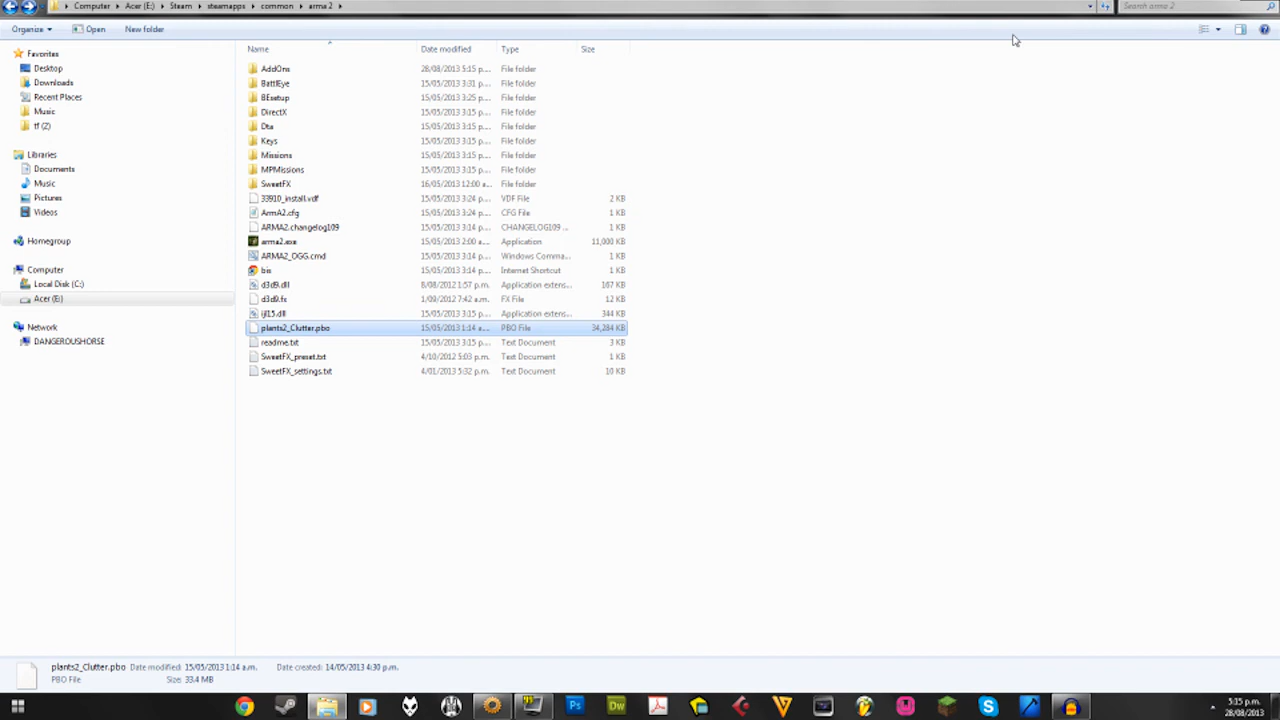 Computer ▸ Acer (E:) ▸ Steam ▸ steamapps ▸ common ▸ arma 2 ▸ Search arma 2
Organize Open New folder
Name Date modified Type Size
Favorites
Desktop
Downloads
Recent Places
Music
tf (Z)
Libraries
Documents
Music
Pictures
Videos
Homegroup
Computer
Local Disk (C:)
Acer (E:)
Network
DANGEROUSHORSE
AddOns 28/08/2013 5:15 p.... File folder
BattlEye 15/05/2013 3:31 p.... File folder
BEsetup 15/05/2013 3:25 p.... File folder
DirectX 15/05/2013 3:15 p.... File folder
Dta 15/05/2013 3:15 p.... File folder
Keys 15/05/2013 3:15 p.... File folder
Missions 15/05/2013 3:15 p.... File folder
MPMissions 15/05/2013 3:15 p.... File folder
SweetFX 16/05/2013 12:00 a... File folder
33910_install.vdf 15/05/2013 3:24 p.... VDF File 2 KB
ArmA2.cfg 15/05/2013 3:24 p.... CFG File 1 KB
ARMA2.changelog109 15/05/2013 3:14 p.... CHANGELOG109 ... 1 KB
arma2.exe 15/05/2013 2:00 a... Application 11,000 KB
ARMA2_OGG.cmd 15/05/2013 3:14 p.... Windows Comma... 1 KB
bis 15/05/2013 3:14 p.... Internet Shortcut 1 KB
d3d9.dll 8/08/2012 1:57 p.m. Application extens... 167 KB
d3d9.fx 1/09/2012 7:42 a.m. FX File 12 KB
ijl15.dll 15/05/2013 3:15 p.... Application extens... 344 KB
plants2_Clutter.pbo 15/05/2013 1:14 a... PBO File 34,284 KB
readme.txt 15/05/2013 3:15 p.... Text Document 3 KB
SweetFX_preset.txt 4/10/2012 5:03 p.m. Text Document 1 KB
SweetFX_settings.txt 4/01/2013 5:32 p.m. Text Document 10 KB
plants2_Clutter.pbo Date modified: 15/05/2013 1:14 a.m. Date created: 14/05/2013 4:30 p.m.
PBO File Size: 33.4 MB
Ps Dw
5:15 p.m.
28/08/2013